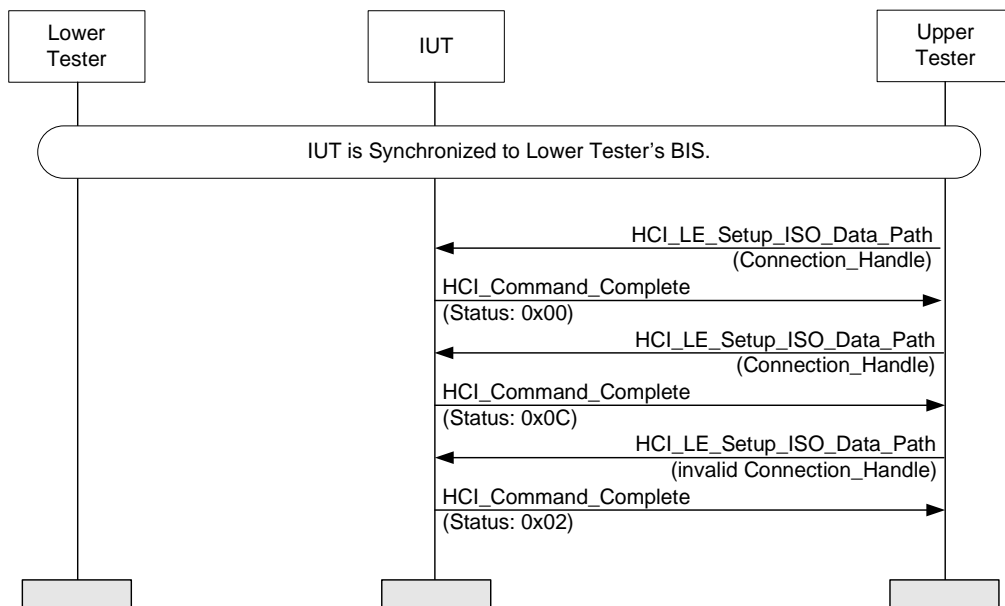 Lower
Tester
IUT
Upper
Tester
IUT is Synchronized to Lower Tester's BIS.
HCI_LE_Setup_ISO_Data_Path
(Connection_Handle)
HCI_Command_Complete
(Status: 0x00)
HCI_LE_Setup_ISO_Data_Path
(Connection_Handle)
HCI_Command_Complete
(Status: 0x0C)
HCI_LE_Setup_ISO_Data_Path
(invalid Connection_Handle)
HCI_Command_Complete
(Status: 0x02)